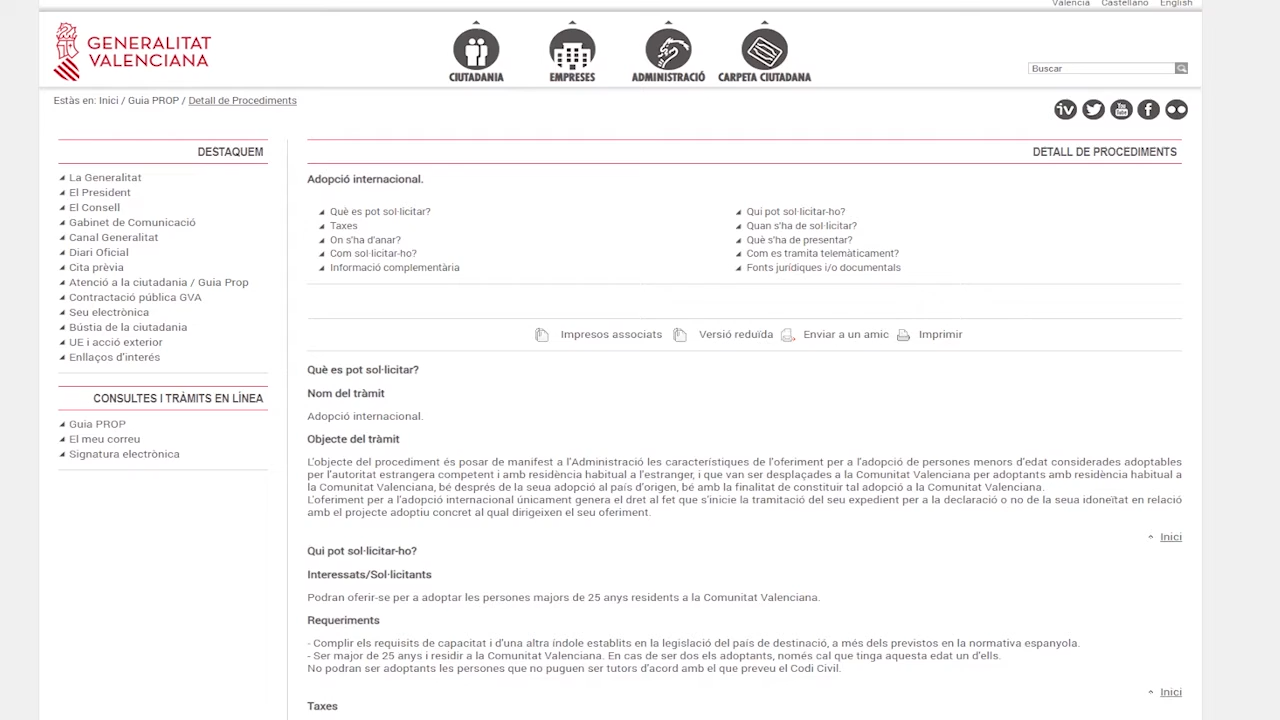 Valencià Castellano English
GENERALITAT
VALENCIANA
CIUTADANIA EMPRESES ADMINISTRACIÓ CARPETA CIUTADANA
Buscar
Estàs en: Inici / Guia PROP / Detall de Procediments
iv You Tube f
DESTAQUEM
La Generalitat
El President
El Consell
Gabinet de Comunicació
Canal Generalitat
Diari Oficial
Cita prèvia
Atenció a la ciutadania / Guia Prop
Contractació pública GVA
Seu electrònica
Bústia de la ciutadania
UE i acció exterior
Enllaços d'interés
CONSULTES I TRÀMITS EN LÍNEA
Guia PROP
El meu correu
Signatura electrònica
DETALL DE PROCEDIMENTS
Adopció internacional.
Què es pot sol·licitar?
Taxes
On s'ha d'anar?
Com sol·licitar-ho?
Informació complementària
Qui pot sol·licitar-ho?
Quan s'ha de sol·licitar?
Què s'ha de presentar?
Com es tramita telemàticament?
Fonts jurídiques i/o documentals
Impresos associats Versió reduïda Enviar a un amic Imprimir
Què es pot sol·licitar?
Nom del tràmit
Adopció internacional.
Objecte del tràmit
L'objecte del procediment és posar de manifest a l'Administració les característiques de l'oferiment per a l'adopció de persones menors d'edat considerades adoptables
per l'autoritat estrangera competent i amb residència habitual a l'estranger, i que van ser desplaçades a la Comunitat Valenciana per adoptants amb residència habitual a
la Comunitat Valenciana, bé després de la seua adopció al país d'origen, bé amb la finalitat de constituir tal adopció a la Comunitat Valenciana.
L'oferiment per a l'adopció internacional únicament genera el dret al fet que s'inicie la tramitació del seu expedient per a la declaració o no de la seua idoneïtat en relació
amb el projecte adoptiu concret al qual dirigeixen el seu oferiment.
Inici
Qui pot sol·licitar-ho?
Interessats/Sol·licitants
Podran oferir-se per a adoptar les persones majors de 25 anys residents a la Comunitat Valenciana.
Requeriments
- Complir els requisits de capacitat i d'una altra índole establits en la legislació del país de destinació, a més dels previstos en la normativa espanyola.
- Ser major de 25 anys i residir a la Comunitat Valenciana. En cas de ser dos els adoptants, només cal que tinga aquesta edat un d'ells.
No podran ser adoptants les persones que no puguen ser tutors d'acord amb el que preveu el Codi Civil.
Inici
Taxes